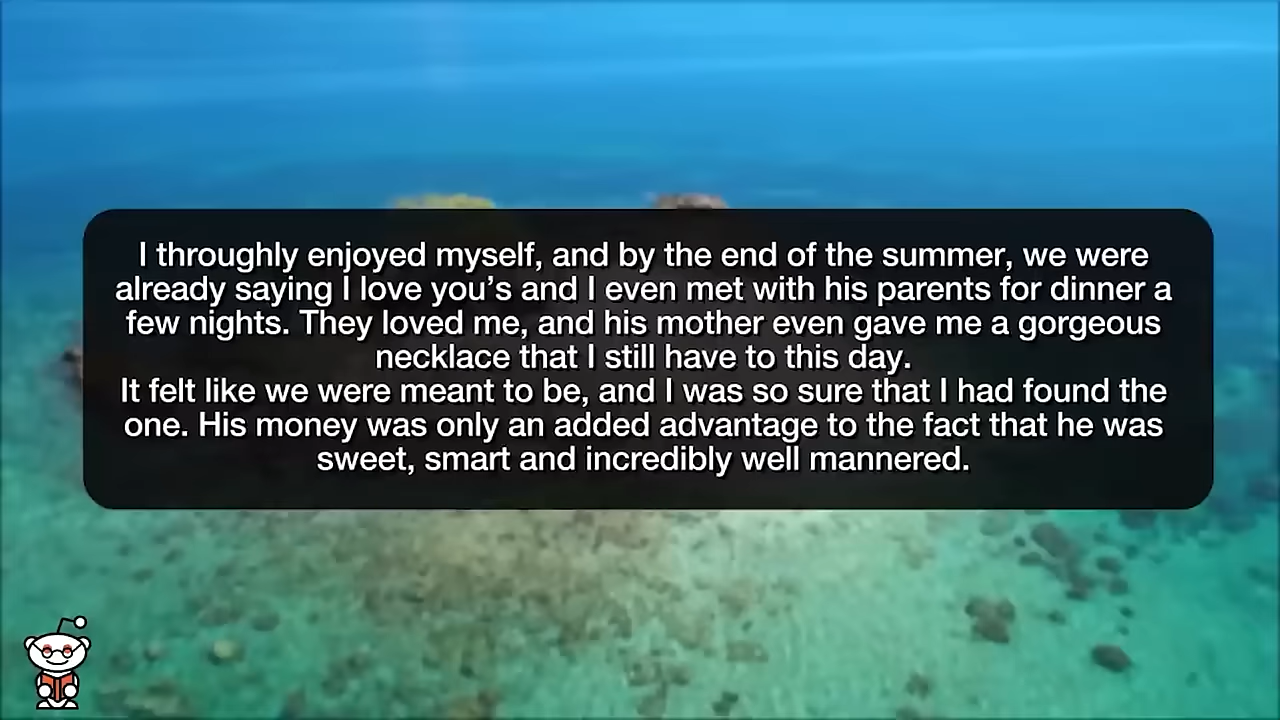 I throughly enjoyed myself, and by the end of the summer, we were
already saying I love you’s and I even met with his parents for dinner a
few nights. They loved me, and his mother even gave me a gorgeous
necklace that I still have to this day.
It felt like we were meant to be, and I was so sure that I had found the
one. His money was only an added advantage to the fact that he was
sweet, smart and incredibly well mannered.